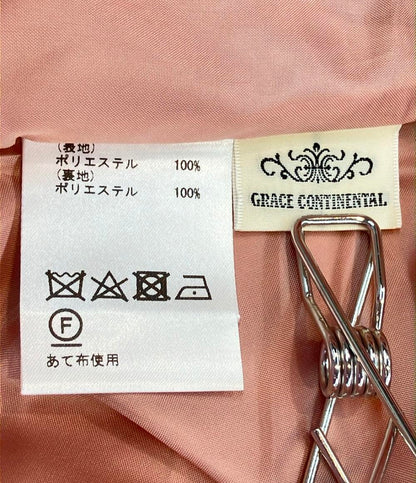 (表地)
ポリエステル 100%
(裏地)
ポリエステル 100%
F
あて布使用
GRACE CONTINENTAL